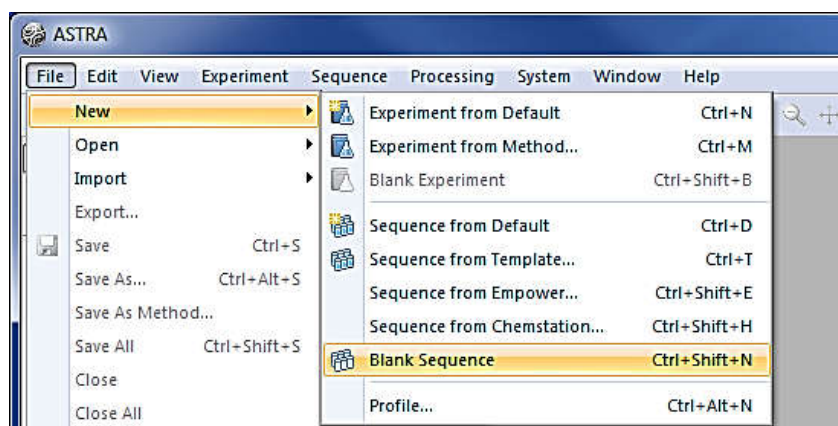 ASTRA
File Edit View Experiment Sequence Processing System Window Help
New
Open
Import
Export...
Save Ctrl+S
Save As... Ctrl+Alt+S
Save As Method...
Save All Ctrl+Shift+S
Close
Close All
Experiment from Default Ctrl+N
Experiment from Method... Ctrl+M
Blank Experiment Ctrl+Shift+B
Sequence from Default Ctrl+D
Sequence from Template... Ctrl+T
Sequence from Empower... Ctrl+Shift+E
Sequence from Chemstation... Ctrl+Shift+H
Blank Sequence Ctrl+Shift+N
Profile... Ctrl+Alt+N